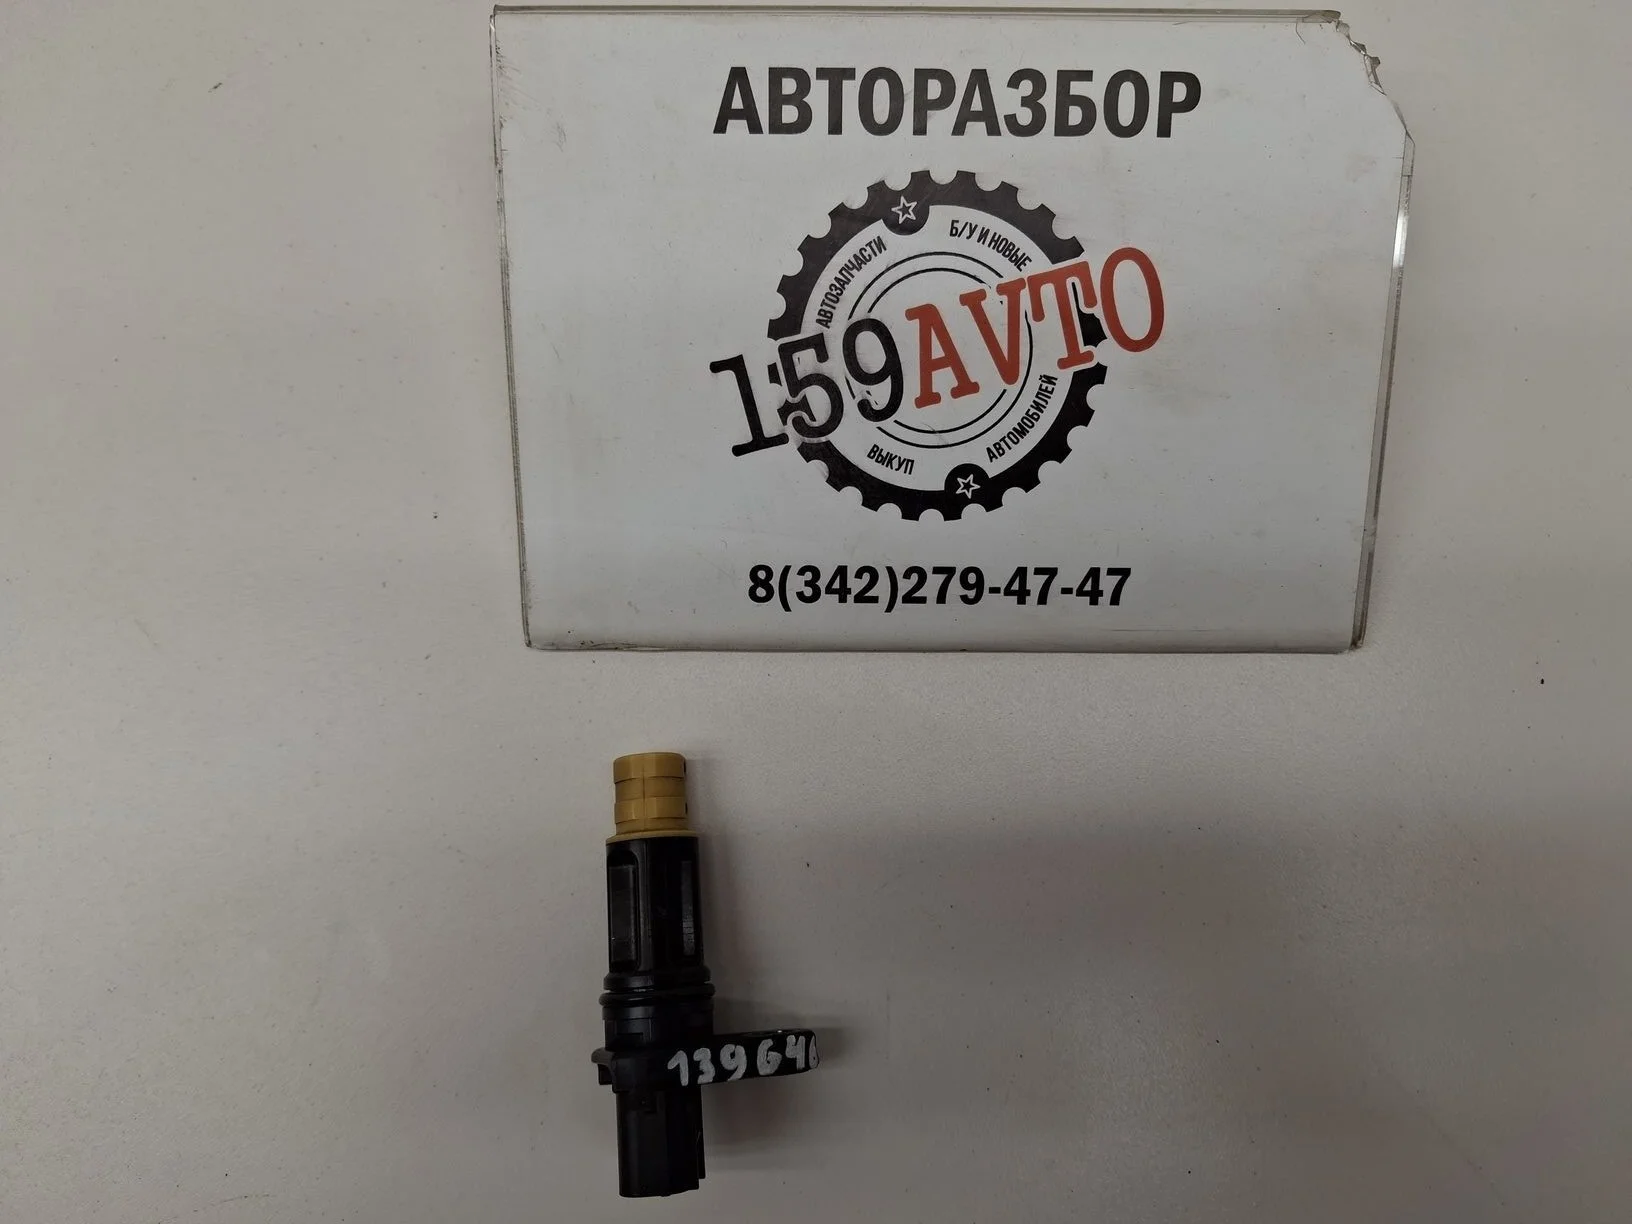 АВТОРАЗБОР
АВТОЗАПЧАСТИ
Б/У И НОВЫЕ
159AVTO
ВЫКУП
АВТОМОБИЛЕЙ
8(342)279-47-47
139646